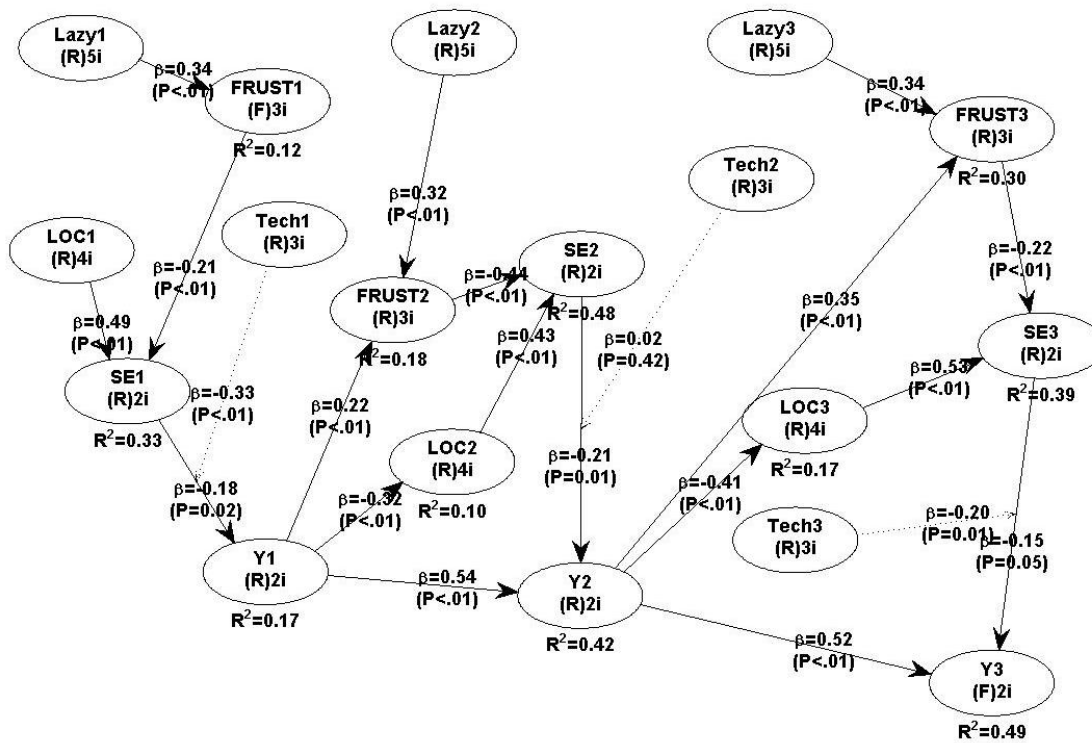 Lazy1
(R)5i
Lazy2
(R)5i
Lazy3
(R)5i
β=0.34
(P<.01)
FRUST1
(F)3i
R²=0.12
β=0.34
(P<.01)
FRUST3
(R)3i
R²=0.30
Tech2
(R)3i
β=0.32
(P<.01)
Tech1
(R)3i
LOC1
(R)4i
SE2
(R)2i
R²=0.48
β=-0.21
(P<.01)
FRUST2
(R)3i
R²=0.18
β=-0.44
(P<.01)
β=-0.22
(P<.01)
β=0.35
(P<.01)
β=0.49
(P<.01)
β=0.43
(P<.01)
β=0.02
(P=0.42)
SE3
(R)2i
R²=0.39
SE1
(R)2i
R²=0.33
β=-0.33
(P<.01)
β=0.53
(P<.01)
β=0.22
(P<.01)
LOC3
(R)4i
R²=0.17
LOC2
(R)4i
R²=0.10
β=-0.21
(P=0.01)
β=-0.18
(P=0.02)
β=-0.32
(P<.01)
β=-0.41
(P<.01)
Tech3
(R)3i
β=-0.20
(P=0.01)
β=-0.15
(P=0.05)
Y1
(R)2i
R²=0.17
β=0.54
(P<.01)
Y2
(R)2i
R²=0.42
β=0.52
(P<.01)
Y3
(F)2i
R²=0.49